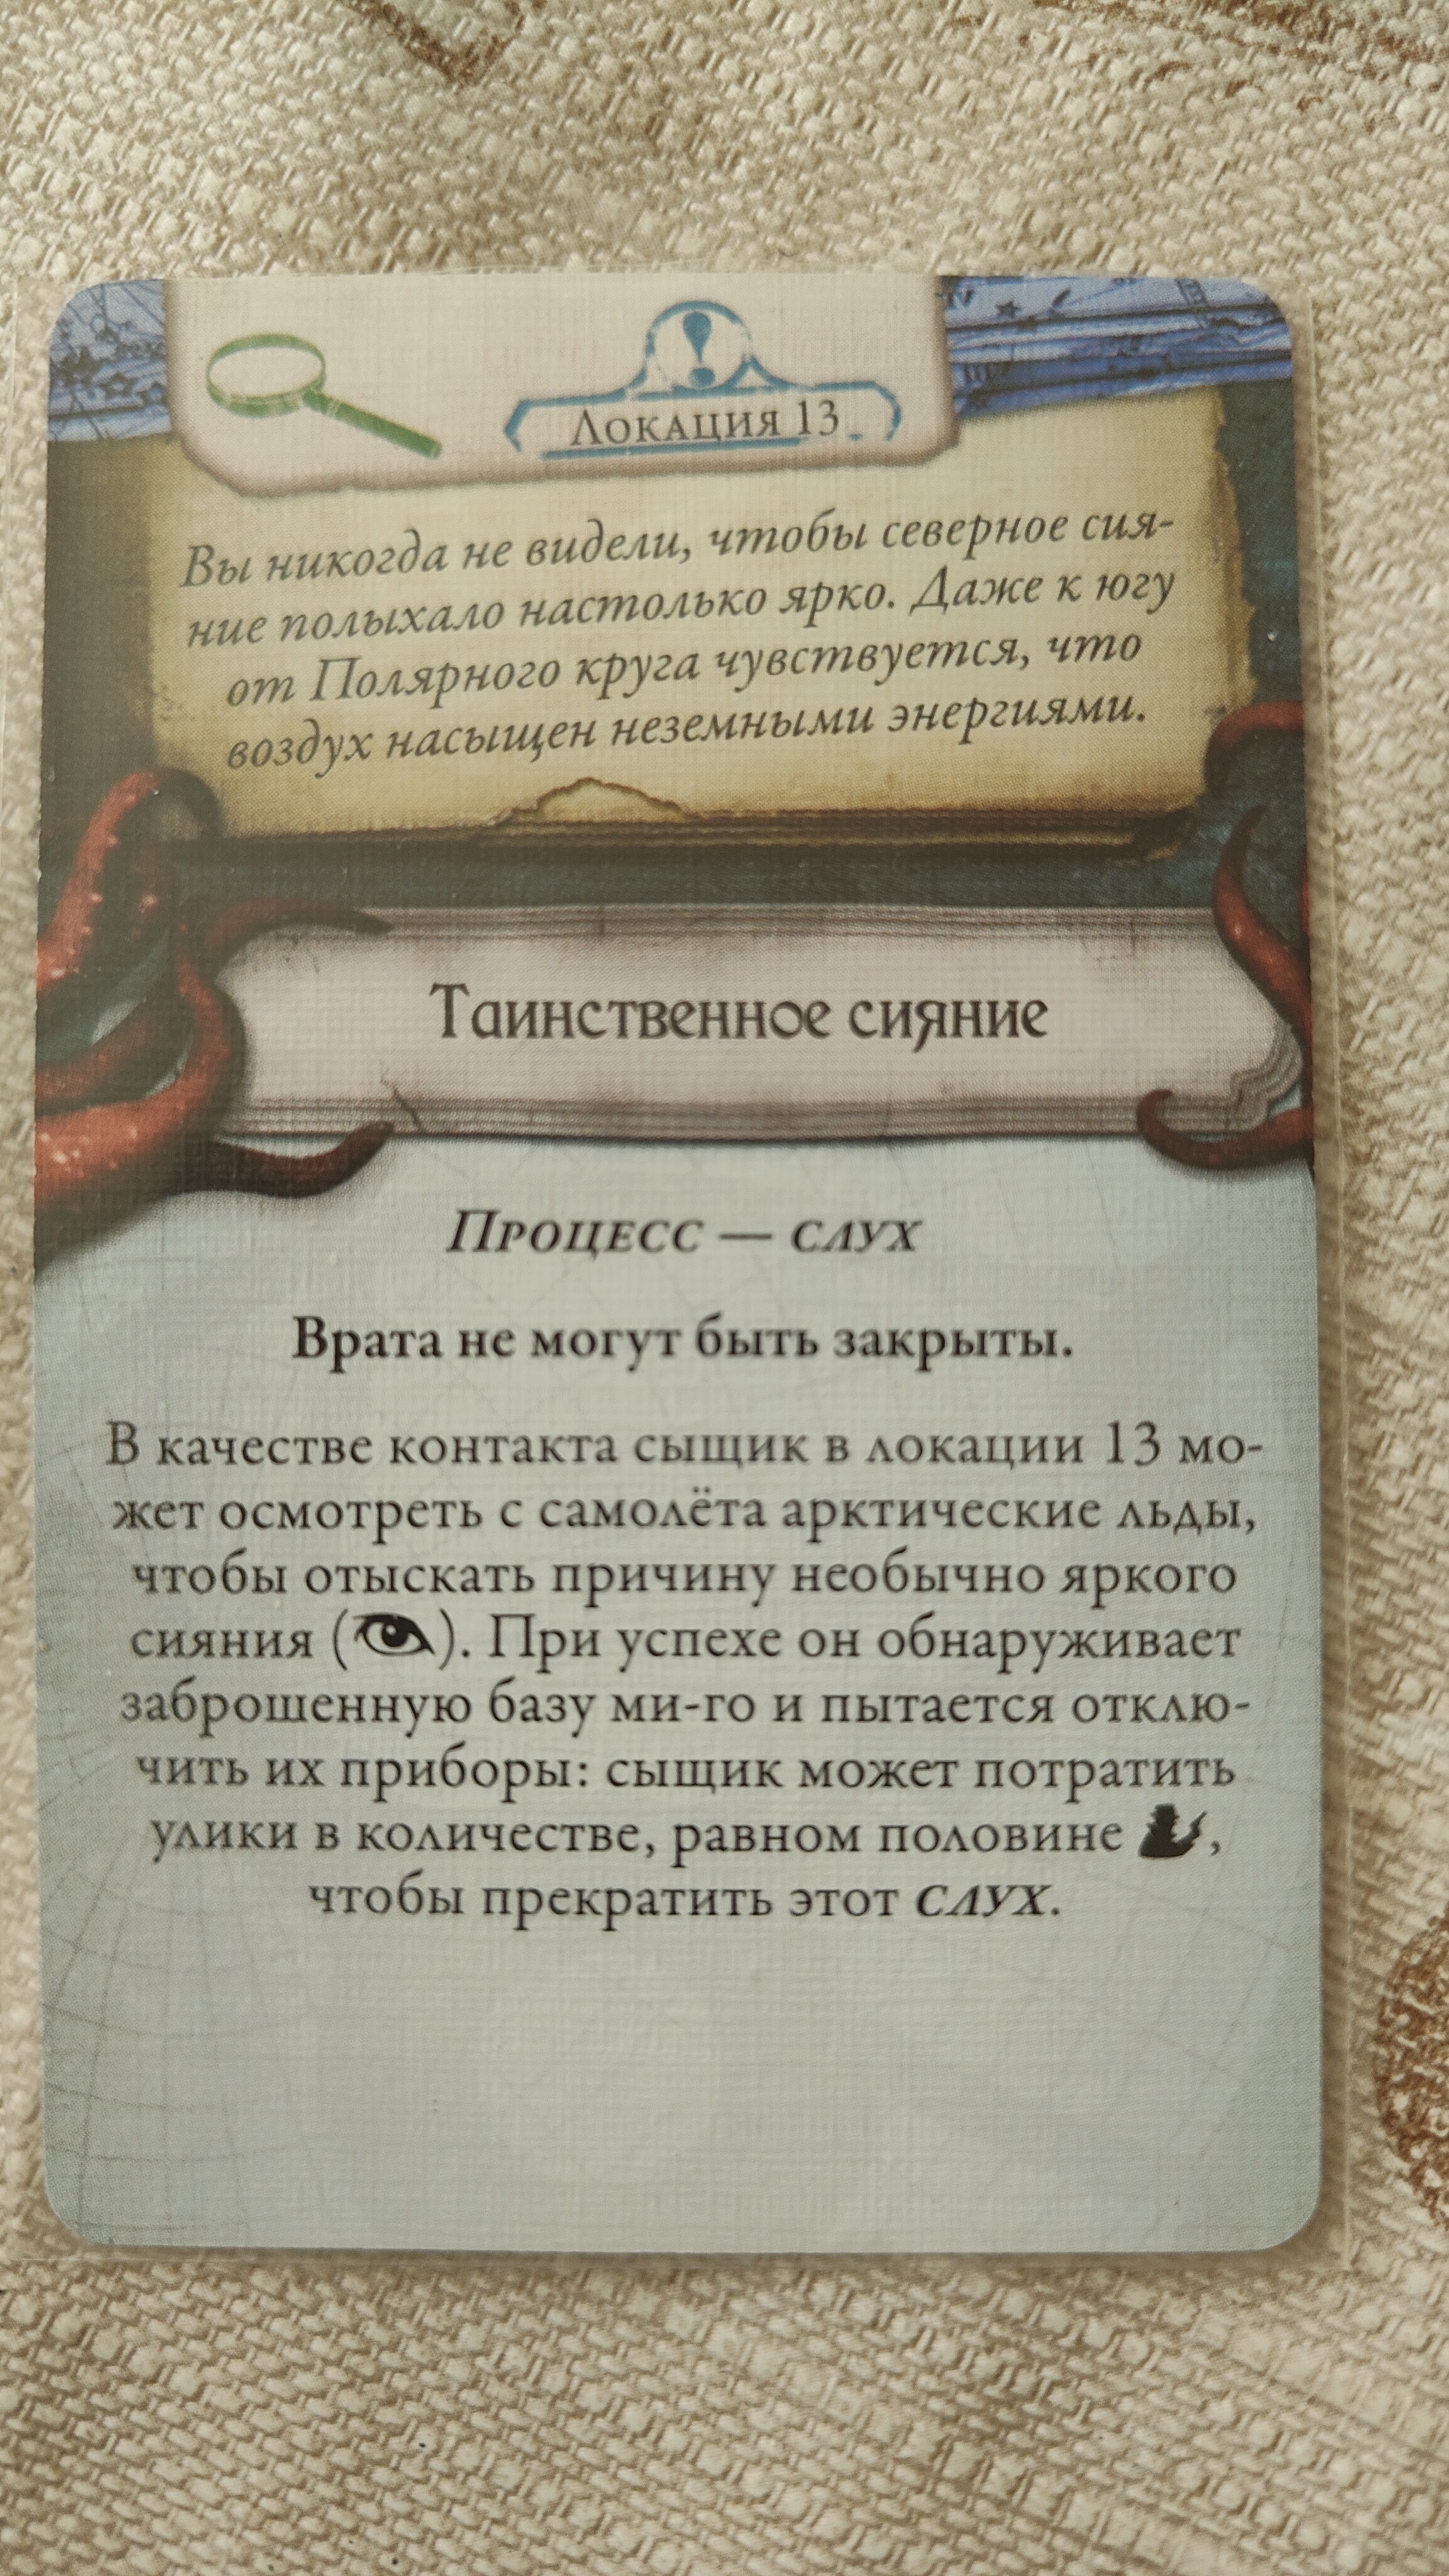 Локация 13
Вы никогда не видели, чтобы северное сия-
ние полыхало настолько ярко. Даже к югу
от Полярного круга чувствуется, что
воздух насыщен неземными энергиями.
Таинственное сияние
Процесс — слух
Врата не могут быть закрыты.
В качестве контакта сыщик в локации 13 мо-
жет осмотреть с самолёта арктические льды,
чтобы отыскать причину необычно яркого
сияния ( ). При успехе он обнаруживает
заброшенную базу ми-го и пытается отклю-
чить их приборы: сыщик может потратить
улики в количестве, равном половине ,
чтобы прекратить этот СЛУХ.